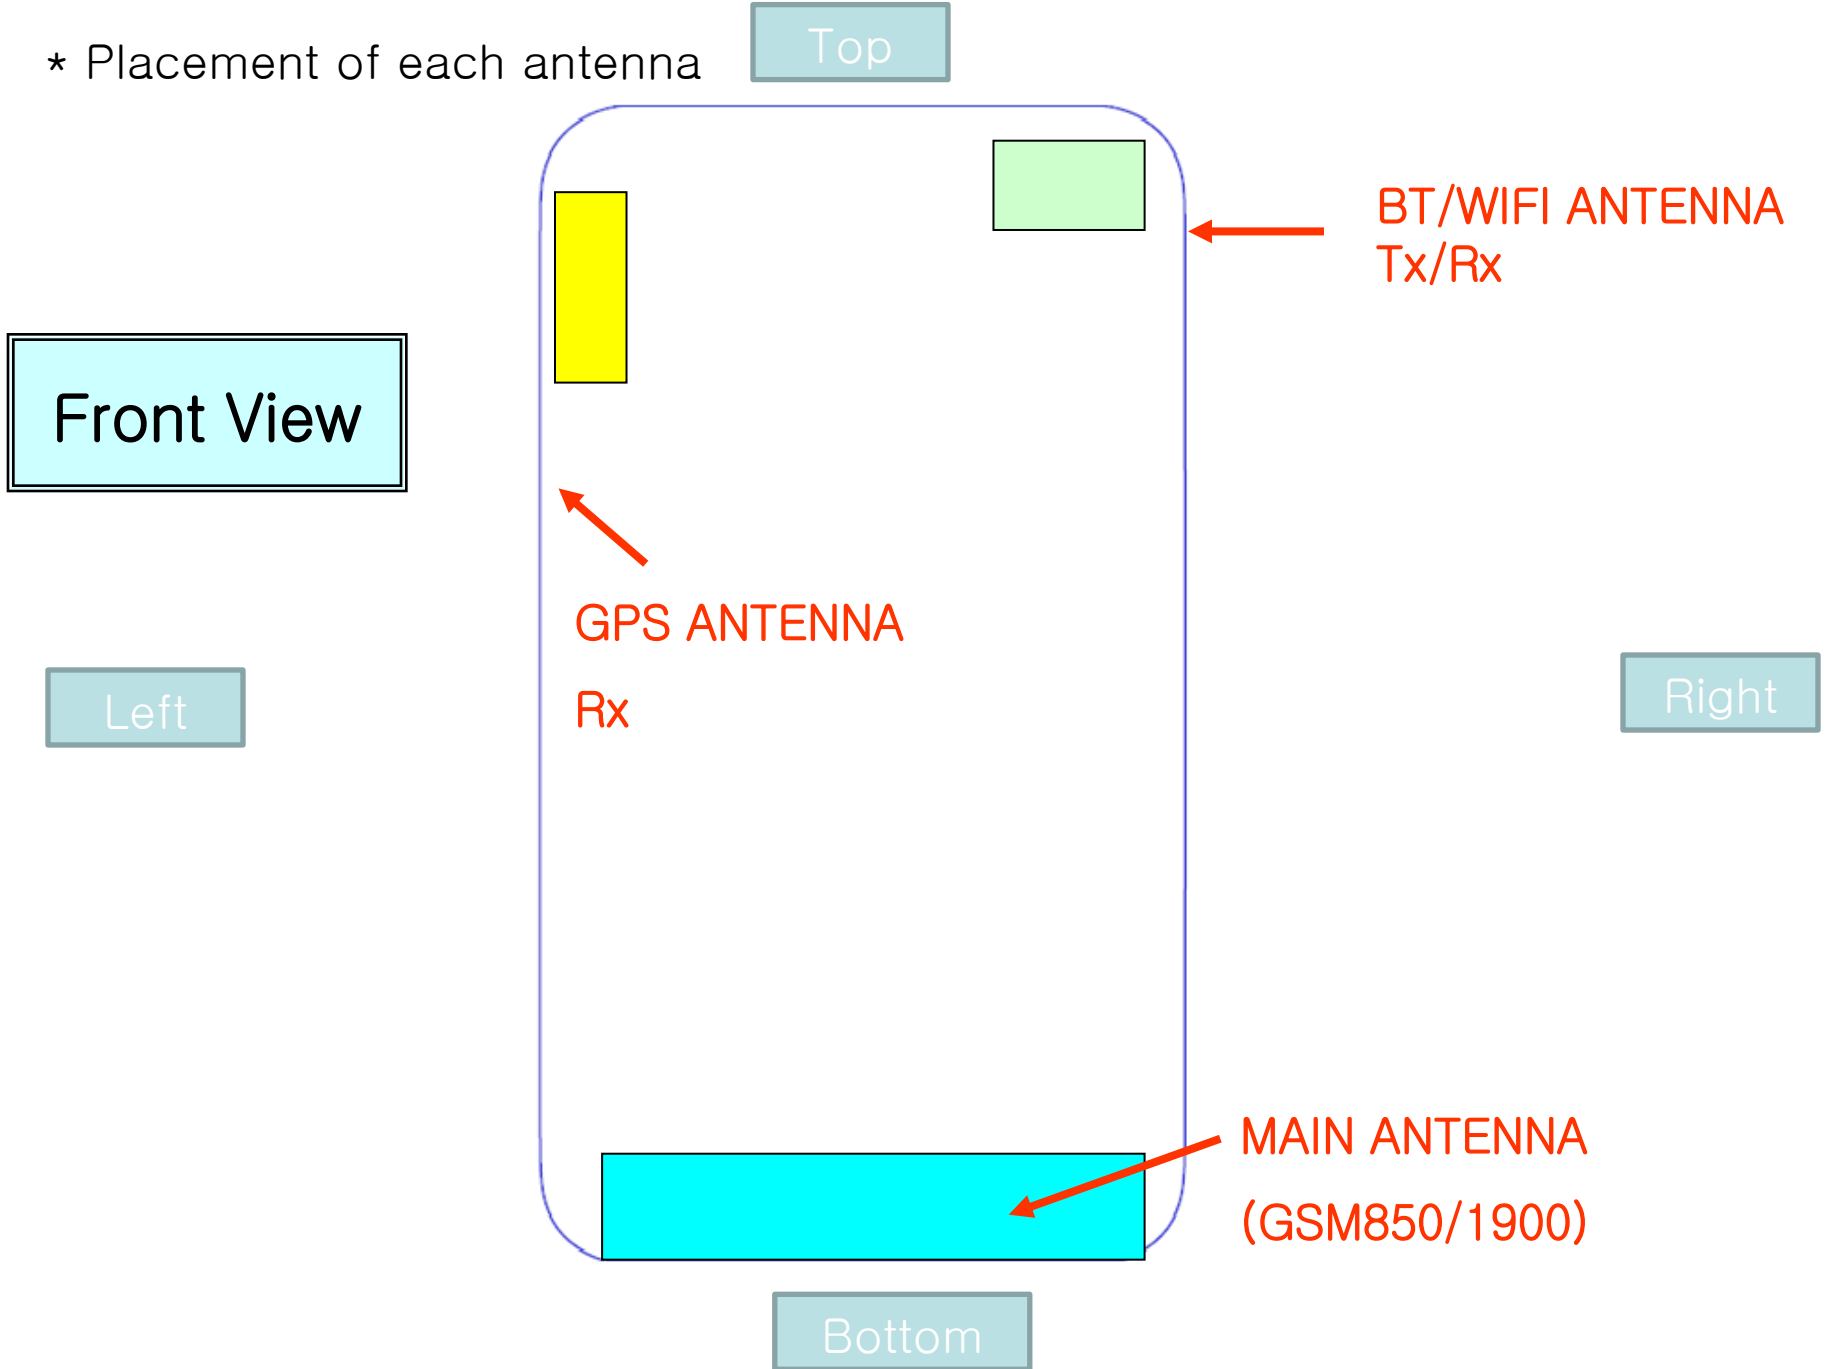 Top
* Placement of each antenna
BT/WIFI ANTENNA
Tx/Rx
Front View
GPS ANTENNA
Rx
Left
Right
MAIN ANTENNA
(GSM850/1900)
Bottom